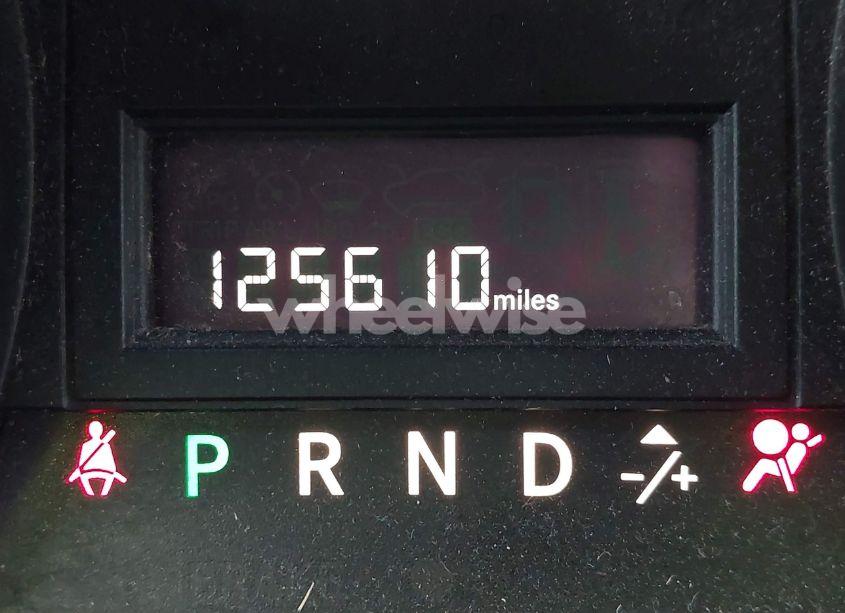 125610 miles
wheelwise
P R N D -/+